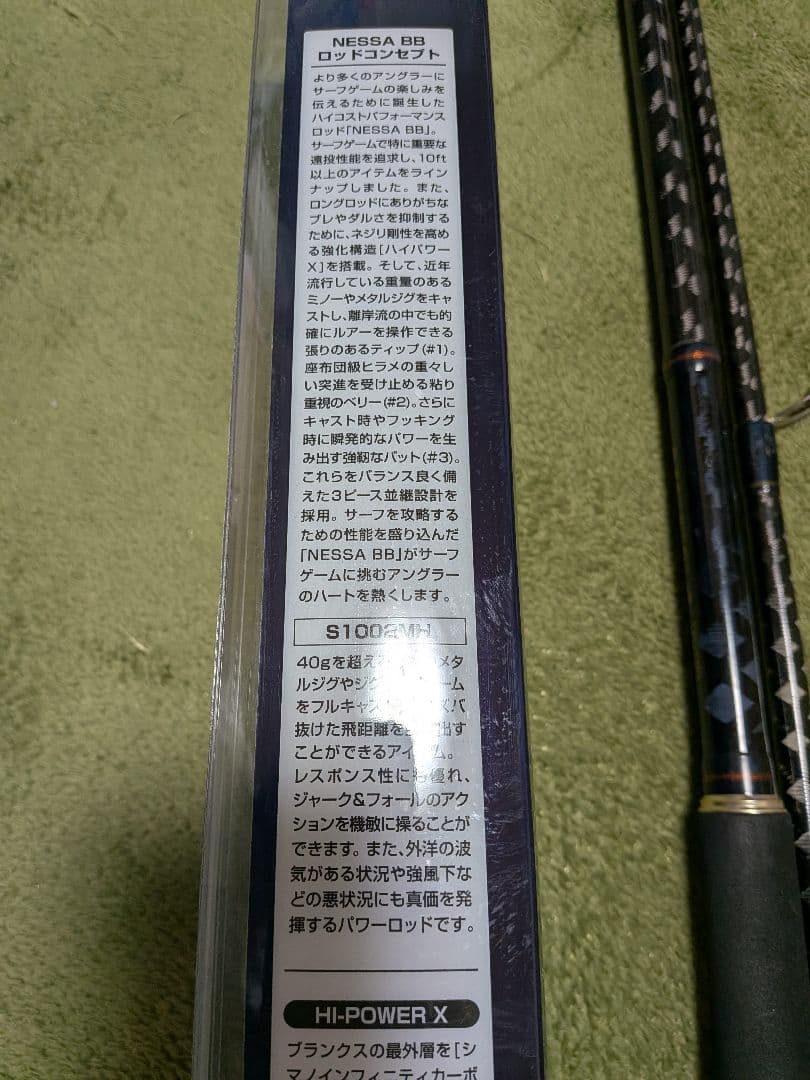 NESSA BB
ロッドコンセプト
より多くのアングラーに
サーフゲームの楽しみを
伝えるために誕生した
ハイコストパフォーマンス
ロッド「NESSA BB」。
サーフゲームで特に重要な
遠投性能を追求し、10ft
以上のアイテムをライン
ナップしました。また、
ロングロッドにありがちな
ブレやダルさを抑制する
ために、ネジリ剛性を高め
る強化構造[ハイパワー
X]を搭載。そして、近年
流行している重量のある
ミノーやメタルジグをキャ
ストし、離岸流の中でも的
確にルアーを操作できる
張りのあるティップ(#1)。
座布団級ヒラメの重々し
い突進を受け止める粘り
重視のベリー(#2)。さらに
キャスト時やフッキング
時に瞬発的なパワーを生
み出す強靭なバット(#3)。
これらをバランス良く備
えた3ピース並継設計を
採用。サーフを攻略する
ための性能を盛り込んだ
「NESSA BB」がサーフ
ゲームに挑むアングラー
のハートを熱くします。
S1002MH
40gを超え メタ
ルジグやジ ーム
をフルキャス ズバ
抜けた飛距離を 出す
ことができるアイテム。
レスポンス性にも優れ、
ジャーク&フォールのアク
ションを機敏に操ることが
できます。また、外洋の波
気がある状況や強風下な
どの悪状況にも真価を発
揮するパワーロッドです。
HI-POWER X
ブランクスの最外層を[シ
マノインフィニティカーボ